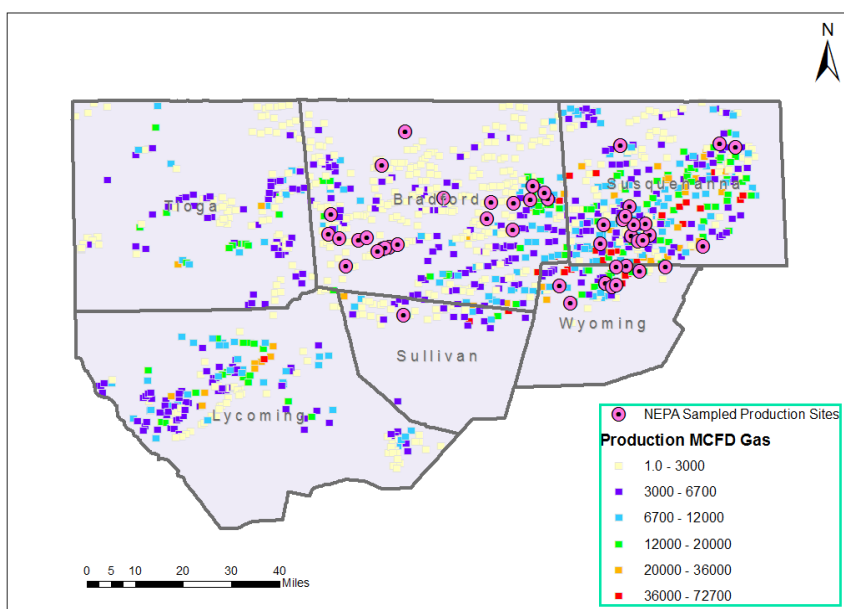 N
Tioga
Bradford
Susquehanna
Wyoming
Sullivan
Lycoming
NEPA Sampled Production Sites
Production MCFD Gas
1.0 - 3000
3000 - 6700
6700 - 12000
12000 - 20000
20000 - 36000
36000 - 72700
0 5 10 20 30 40
Miles